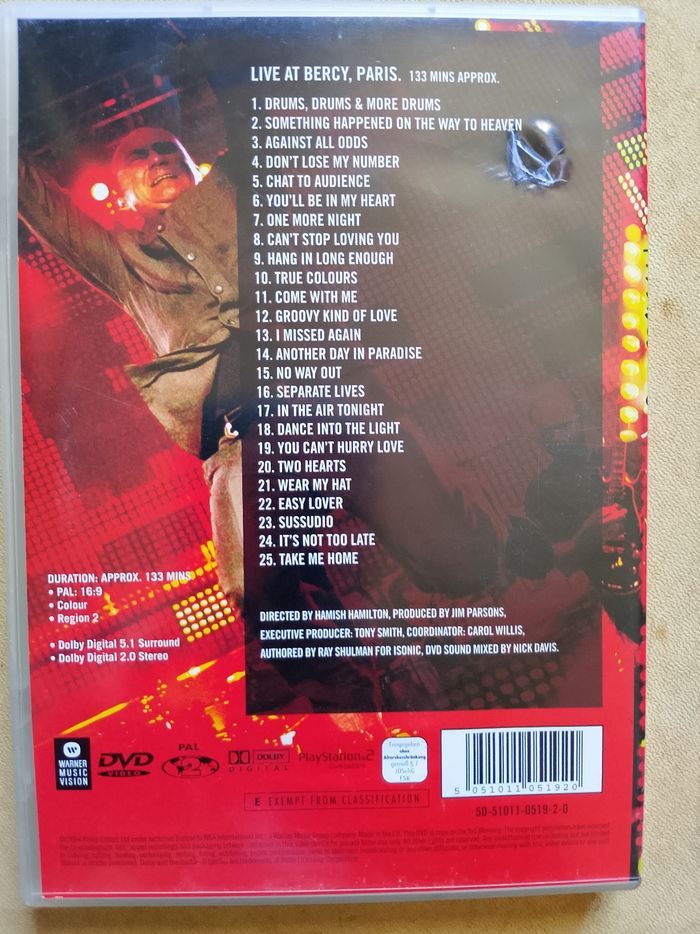 LIVE AT BERCY, PARIS. 133 MINS APPROX.
1. DRUMS, DRUMS & MORE DRUMS
2. SOMETHING HAPPENED ON THE WAY TO HEAVEN
3. AGAINST ALL ODDS
4. DON'T LOSE MY NUMBER
5. CHAT TO AUDIENCE
6. YOU'LL BE IN MY HEART
7. ONE MORE NIGHT
8. CAN'T STOP LOVING YOU
9. HANG IN LONG ENOUGH
10. TRUE COLOURS
11. COME WITH ME
12. GROOVY KIND OF LOVE
13. I MISSED AGAIN
14. ANOTHER DAY IN PARADISE
15. NO WAY OUT
16. SEPARATE LIVES
17. IN THE AIR TONIGHT
18. DANCE INTO THE LIGHT
19. YOU CAN'T HURRY LOVE
20. TWO HEARTS
21. WEAR MY HAT
22. EASY LOVER
23. SUSSUDIO
24. IT'S NOT TOO LATE
25. TAKE ME HOME
DURATION: APPROX. 133 MINS
• PAL: 16:9
• Colour
• Region 2
• Dolby Digital 5.1 Surround
• Dolby Digital 2.0 Stereo
DIRECTED BY HAMISH HAMILTON, PRODUCED BY JIM PARSONS,
EXECUTIVE PRODUCER: TONY SMITH, COORDINATOR: CAROL WILLIS,
AUTHORED BY RAY SHULMAN FOR ISONIC, DVD SOUND MIXED BY NICK DAVIS.
WARNER
MUSIC
VISION
DVD
VIDEO
PAL
2
DOLBY
DIGITAL
PlayStation 2
Freigegeben
ohne
Altersbeschränkung
gemäß § 7
JÖSchG
FSK
5 051011 051920
50-51011-0519-2-0
E EXEMPT FROM CLASSIFICATION